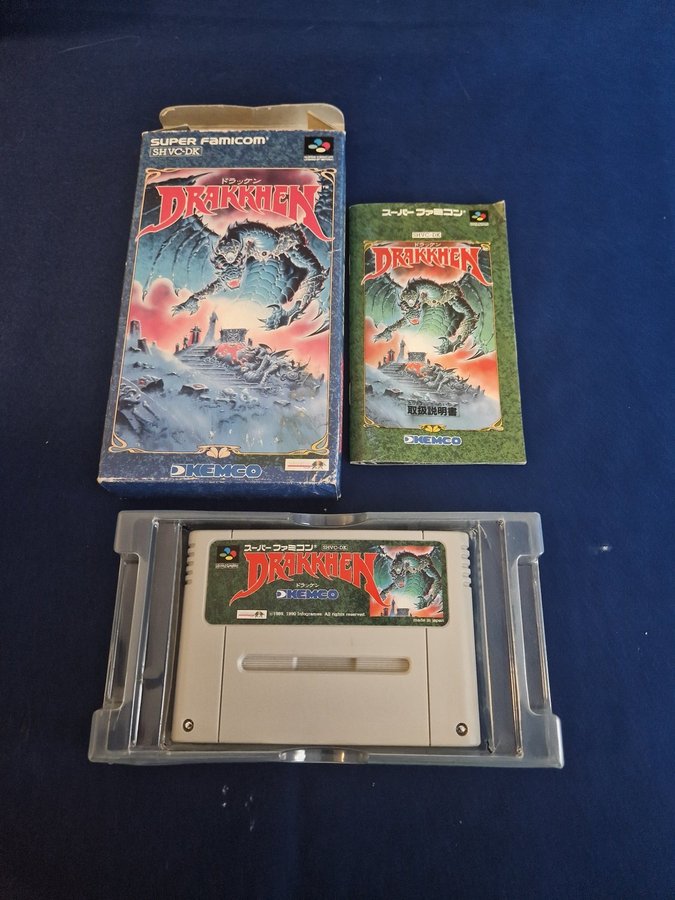 SUPER FAMICOM
SHVC-DK
ドラッケン
DRAKKHEN
KEMCO
スーパーファミコン
SHVC-DK
ドラッケン
DRAKKHEN
取扱説明書
KEMCO
スーパーファミコン
SHVC-DK
DRAKKHEN
ドラッケン
KEMCO
©1989, 1990 Infogrames. All rights reserved.
made in japan